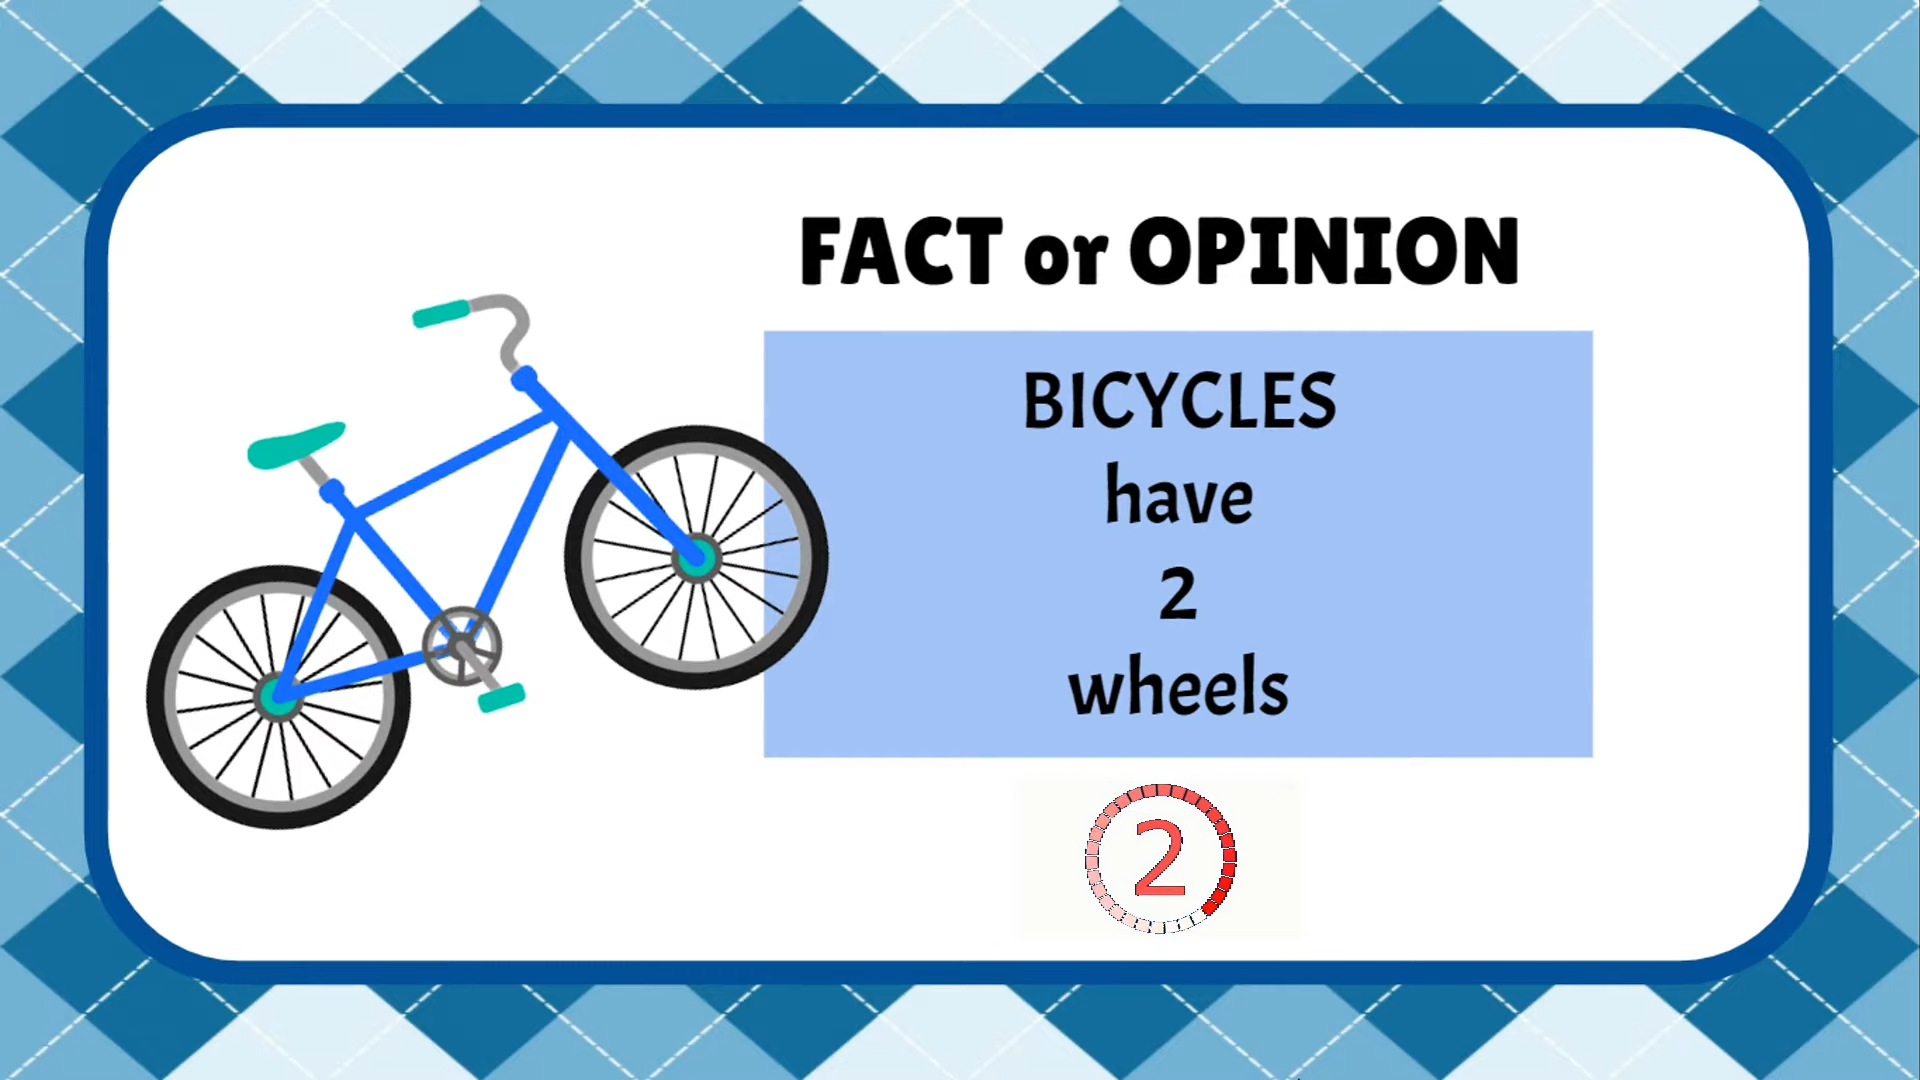 FACT or OPINION
BICYCLES
have
2
wheels
2